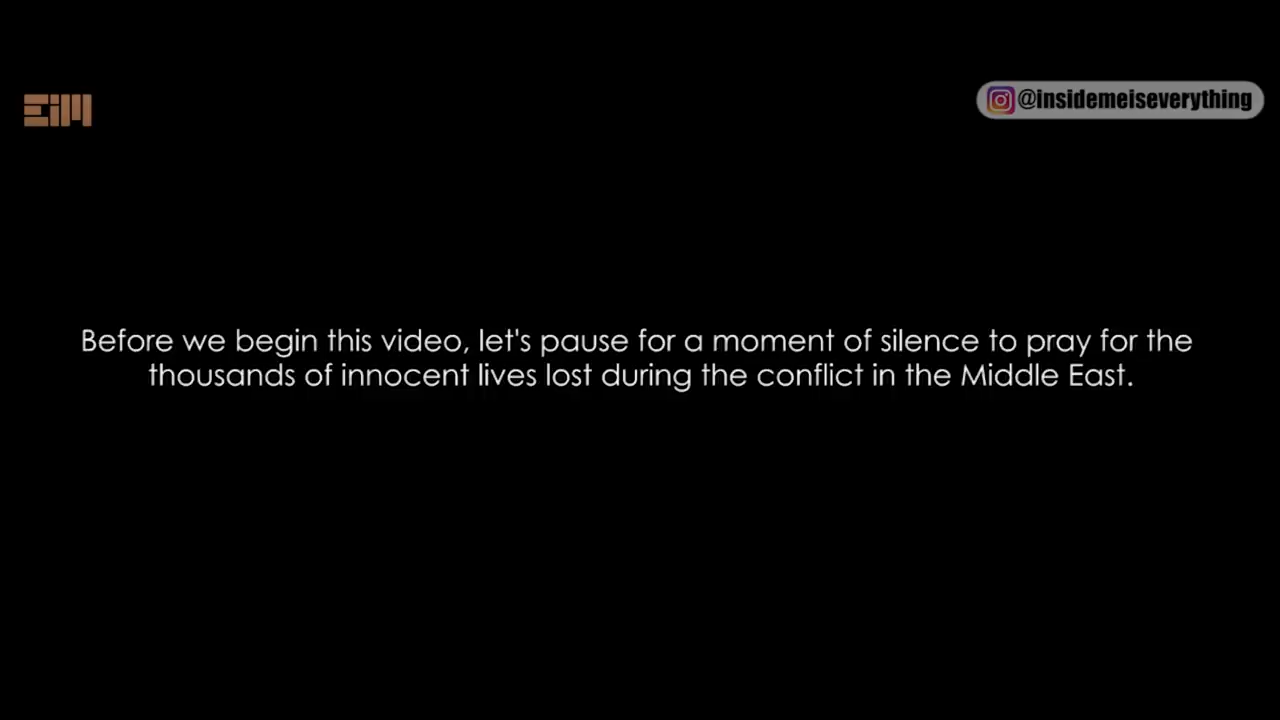 EiM
@insidemeiseverything
Before we begin this video, let's pause for a moment of silence to pray for the
thousands of innocent lives lost during the conflict in the Middle East.